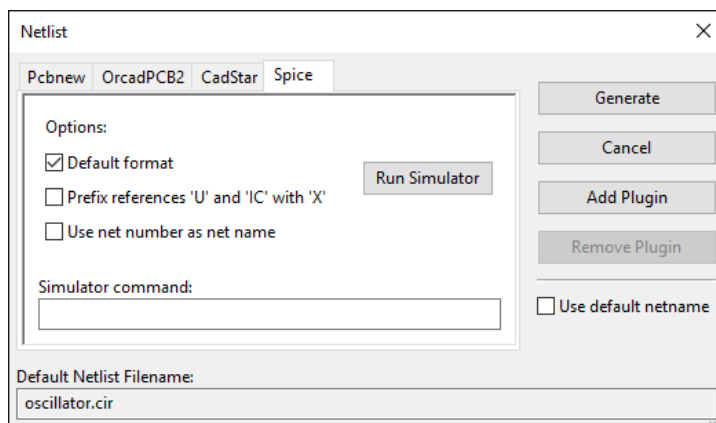 Netlist
Pcbnew OrcadPCB2 CadStar Spice
Options:
Default format
Prefix references 'U' and 'IC' with 'X'
Use net number as net name
Run Simulator
Simulator command:
Generate
Cancel
Add Plugin
Remove Plugin
Use default netname
Default Netlist Filename:
oscillator.cir